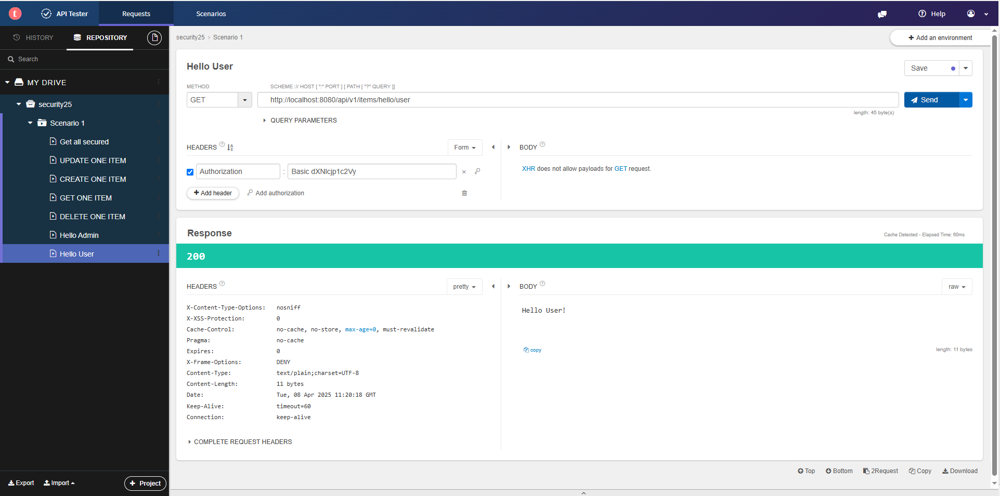 t API Tester Requests Scenarios Help
HISTORY REPOSITORY
Search
MY DRIVE
security25
Scenario 1
Get all secured
UPDATE ONE ITEM
CREATE ONE ITEM
GET ONE ITEM
DELETE ONE ITEM
Hello Admin
Hello User
Export Import + Project
security25 › Scenario 1
+ Add an environment
Hello User
Save
METHOD SCHEME :// HOST [ ":" PORT ] [ PATH [ "?" QUERY ]]
GET http://localhost:8080/api/v1/items/hello/user Send
length: 45 byte(s)
QUERY PARAMETERS
HEADERS ? Form
BODY ?
Authorization : Basic dXNlcjp1c2Vy
XHR does not allow payloads for GET request.
+ Add header Add authorization
Response
Cache Detected - Elapsed Time: 60ms
200
HEADERS ? pretty
BODY ? raw
X-Content-Type-Options: nosniff
X-XSS-Protection: 0
Cache-Control: no-cache, no-store, max-age=0, must-revalidate
Pragma: no-cache
Expires: 0
X-Frame-Options: DENY
Content-Type: text/plain;charset=UTF-8
Content-Length: 11 bytes
Date: Tue, 08 Apr 2025 11:20:18 GMT
Keep-Alive: timeout=60
Connection: keep-alive
Hello User!
copy length: 11 bytes
COMPLETE REQUEST HEADERS
Top Bottom 2Request Copy Download